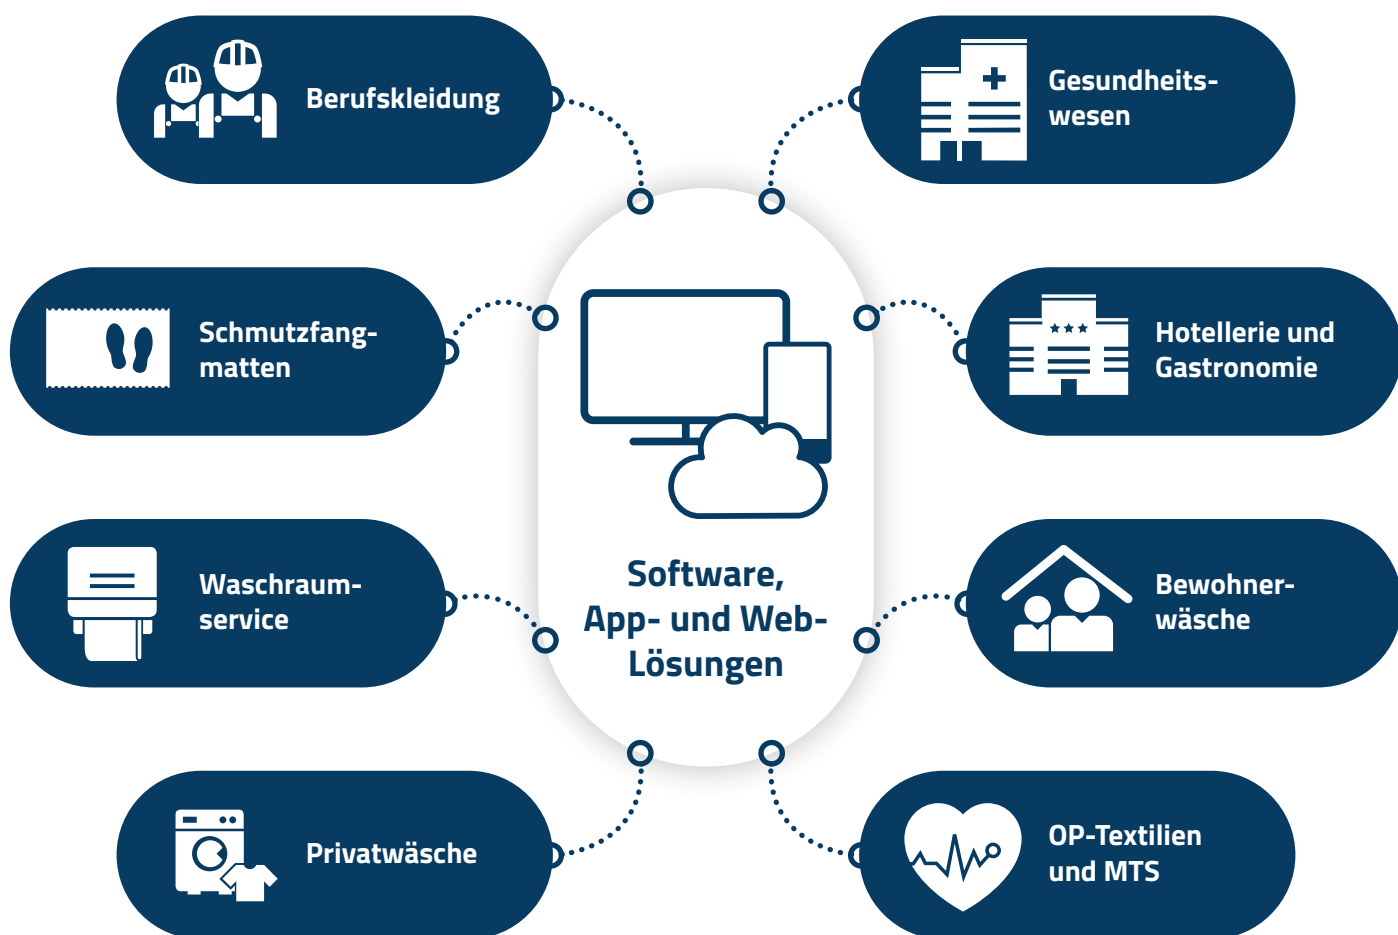 Berufskleidung
Gesundheits-
wesen
Schmutzfang-
matten
Hotellerie und
Gastronomie
Software,
App- und Web-
Lösungen
Waschraum-
service
Bewohner-
wäsche
Privatwäsche
OP-Textilien
und MTS